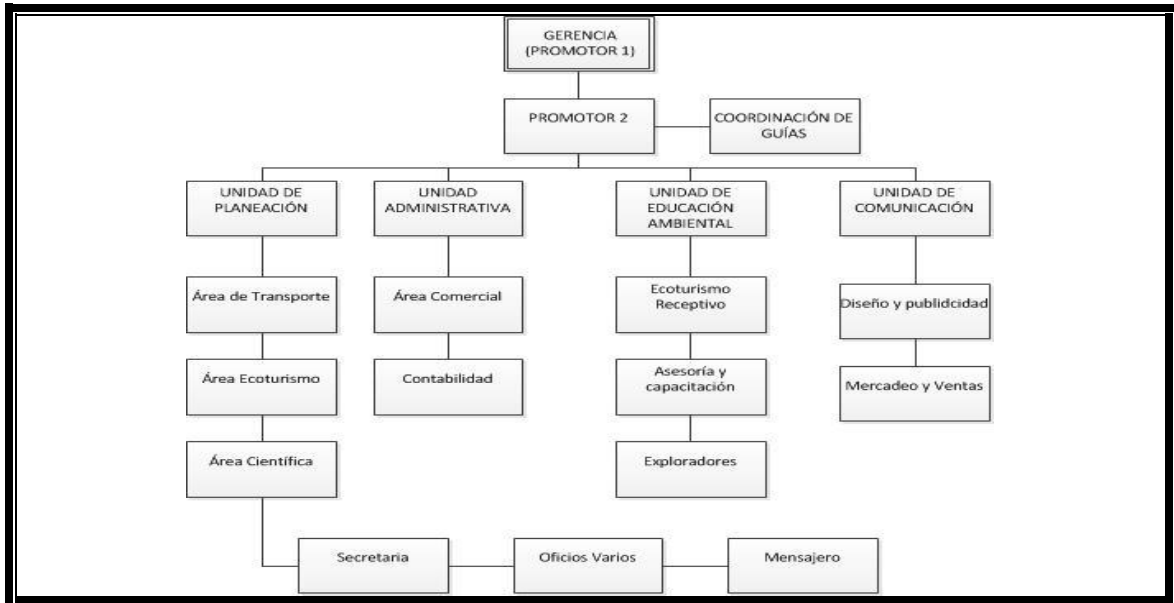 GERENCIA
(PROMOTOR 1)
PROMOTOR 2
COORDINACIÓN DE
GUÍAS
UNIDAD DE
PLANEACIÓN
UNIDAD
ADMINISTRATIVA
UNIDAD DE
EDUCACIÓN
AMBIENTAL
UNIDAD DE
COMUNICACIÓN
Área de Transporte
Área Comercial
Ecoturismo
Receptivo
Diseño y publidcidad
Área Ecoturismo
Contabilidad
Asesoría y
capacitación
Mercadeo y Ventas
Área Científica
Exploradores
Secretaria
Oficios Varios
Mensajero